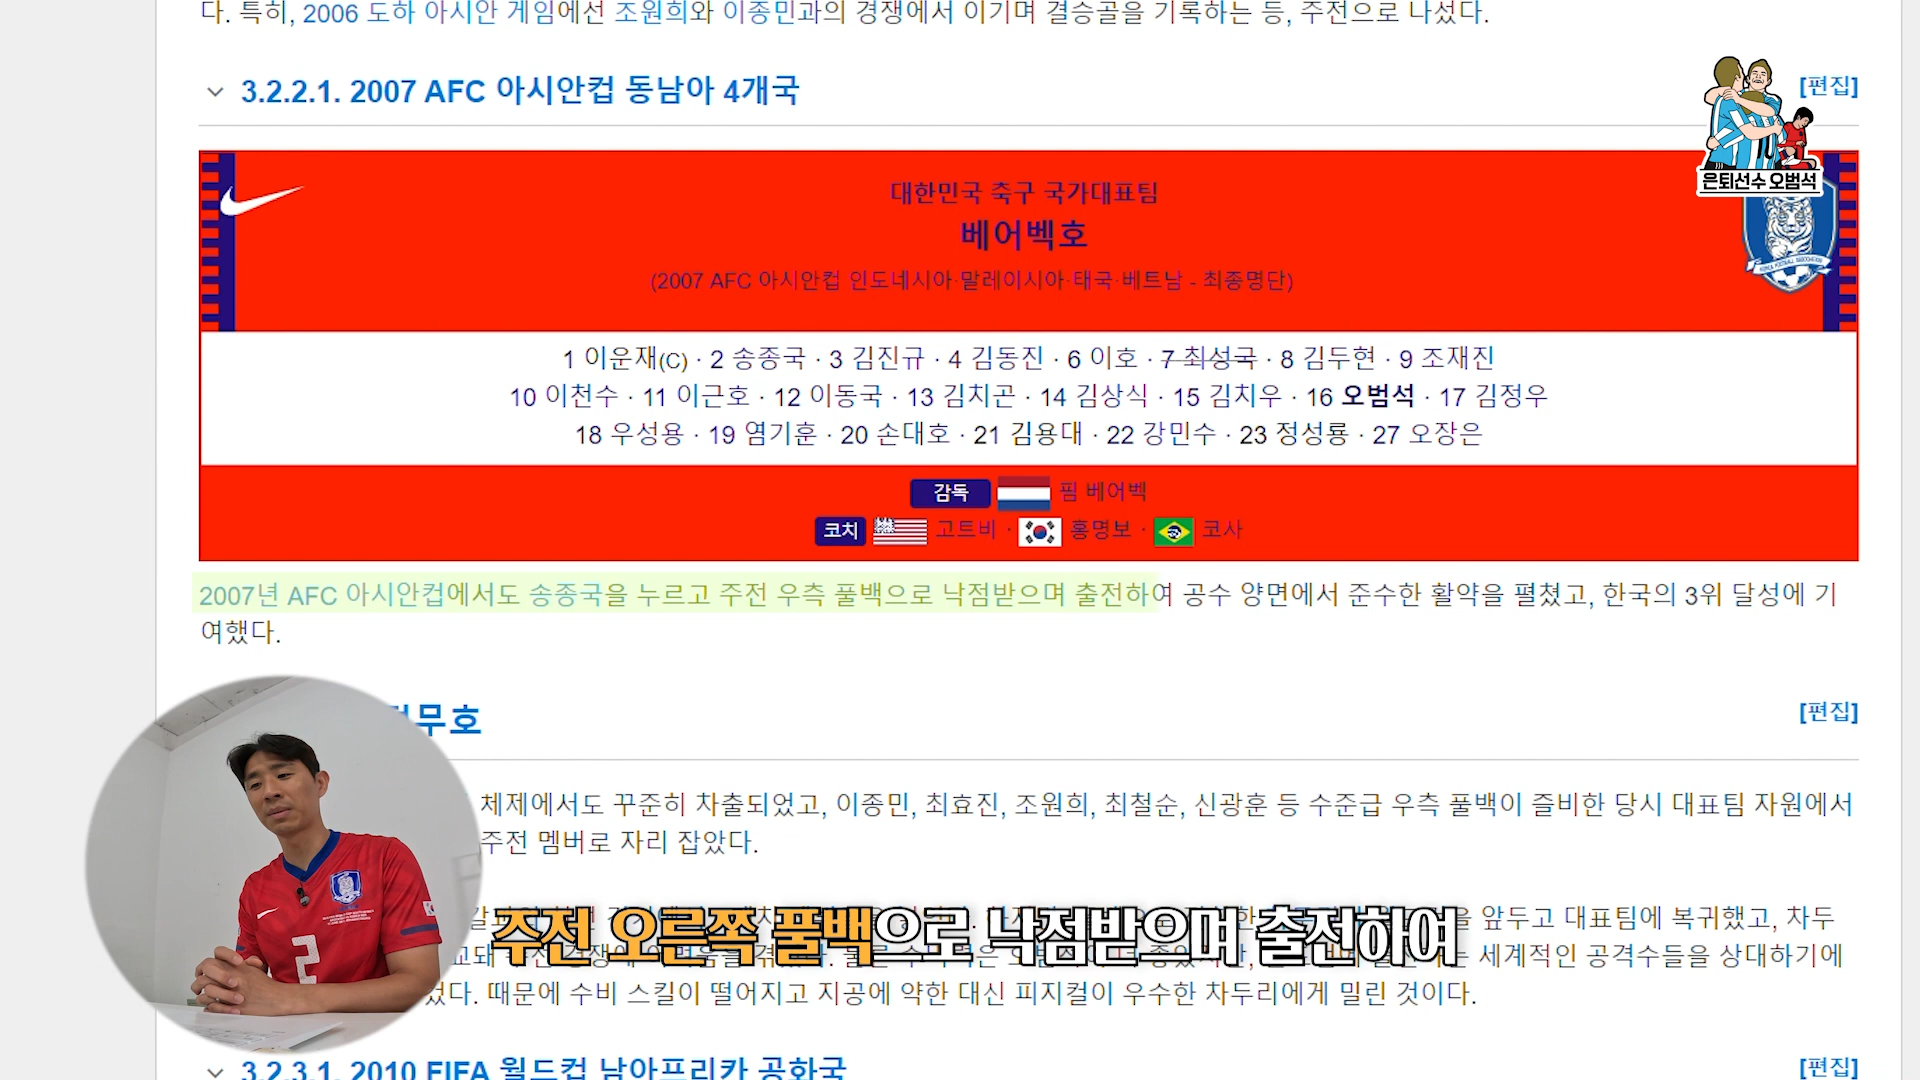 다. 특히, 2006 도하 아시안 게임에선 조원희와 이종민과의 경쟁에서 이기며 결승골을 기록하는 등, 주전으로 나섰다.
3.2.2.1. 2007 AFC 아시안컵 동남아 4개국
[편집]
은퇴선수 오범석
대한민국 축구 국가대표팀
베어벡호
(2007 AFC 아시안컵 인도네시아·말레이시아·태국·베트남 - 최종명단)
1 이운재(C) · 2 송종국 · 3 김진규 · 4 김동진 · 6 이호 · 7 최성국 · 8 김두현 · 9 조재진
10 이천수 · 11 이근호 · 12 이동국 · 13 김치곤 · 14 김상식 · 15 김치우 · 16 오범석 · 17 김정우
18 우성용 · 19 염기훈 · 20 손대호 · 21 김용대 · 22 강민수 · 23 정성룡 · 27 오장은
감독 핌 베어벡
코치 고트비 · 홍명보 · 코사
2007년 AFC 아시안컵에서도 송종국을 누르고 주전 우측 풀백으로 낙점받으며 출전하여 공수 양면에서 준수한 활약을 펼쳤고, 한국의 3위 달성에 기
여했다.
무호
[편집]
체제에서도 꾸준히 차출되었고, 이종민, 최효진, 조원희, 최철순, 신광훈 등 수준급 우측 풀백이 즐비한 당시 대표팀 자원에서
주전 멤버로 자리 잡았다.
앞두고 대표팀에 복귀했고, 차두
주전 오른쪽 풀백으로 낙점받으며 출전하여
세계적인 공격수들을 상대하기에
었다. 때문에 수비 스킬이 떨어지고 지공에 약한 대신 피지컬이 우수한 차두리에게 밀린 것이다.
2
3.2.3.1. 2010 FIFA 월드컵 남아프리카 공화국
[편집]